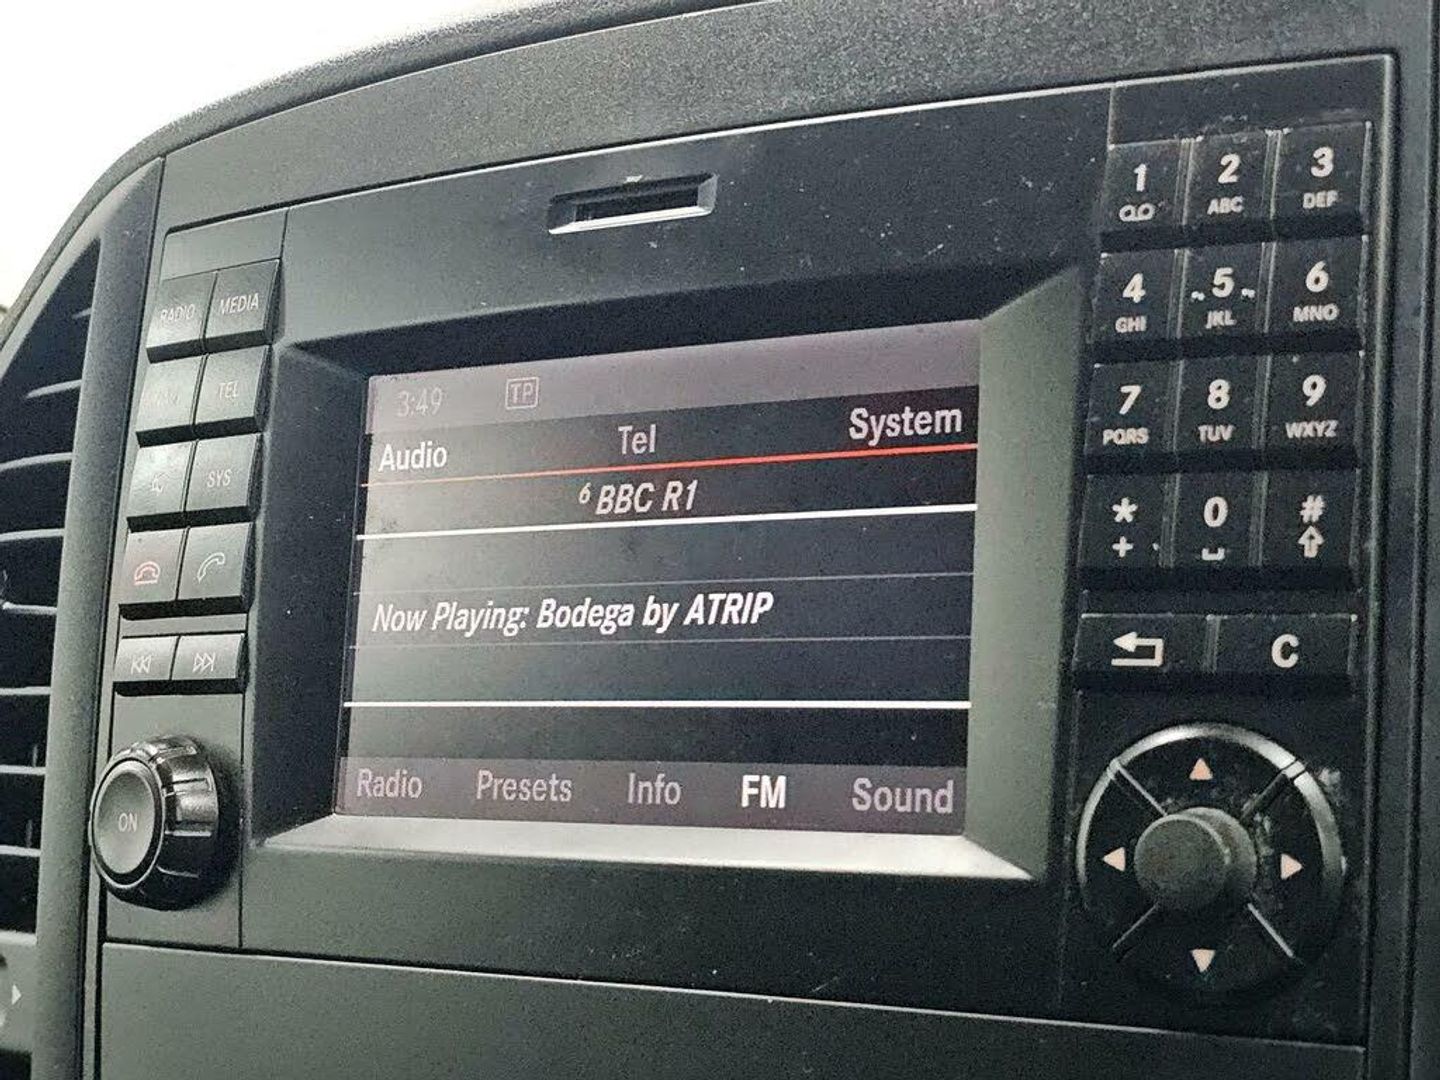 3:49 TP
Audio Tel System
6 BBC R1
Now Playing: Bodega by ATRIP
Radio Presets Info FM Sound
RADIO MEDIA
TEL
SYS
ON
1 2 ABC 3 DEF
4 GHI 5 JKL 6 MNO
7 PQRS 8 TUV 9 WXYZ
* + 0 #
C